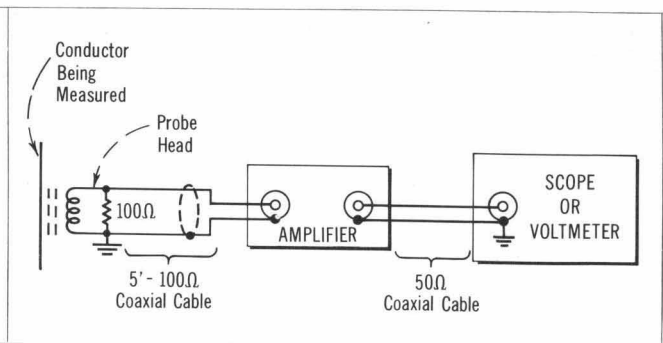 Conductor
Being
Measured
Probe
Head
100Ω
5' - 100Ω
Coaxial Cable
AMPLIFIER
50Ω
Coaxial Cable
SCOPE
OR
VOLTMETER